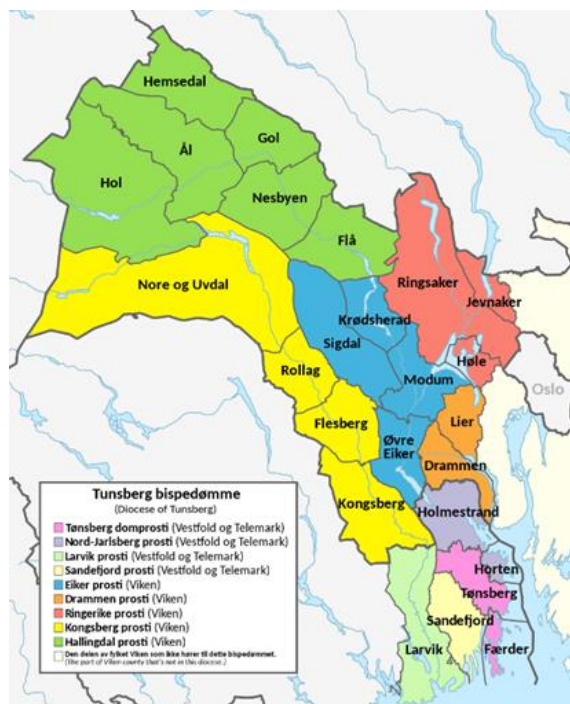 Hemsedal
Gol
Ål
Hol
Nesbyen
Flå
Nore og Uvdal
Ringsaker
Jevnaker
Krødsherad
Sigdal
Høle
Rollag
Modum
Oslo
Flesberg
Lier
Øvre
Eiker
Drammen
Kongsberg
Holmestrand
Horten
Tønsberg
Sandefjord
Larvik
Færder
Tunsberg bispedømme
(Diocese of Tunsberg)
Tønsberg domprosti (Vestfold og Telemark)
Nord-Jarlsberg prosti (Vestfold og Telemark)
Larvik prosti (Vestfold og Telemark)
Sandefjord prosti (Vestfold og Telemark)
Eiker prosti (Viken)
Drammen prosti (Viken)
Ringerike prosti (Viken)
Kongsberg prosti (Viken)
Hallingdal prosti (Viken)
Den delen av fylket Viken som ikke hører til dette bispedømmet.
(The part of Viken county that's not in this diocese.)